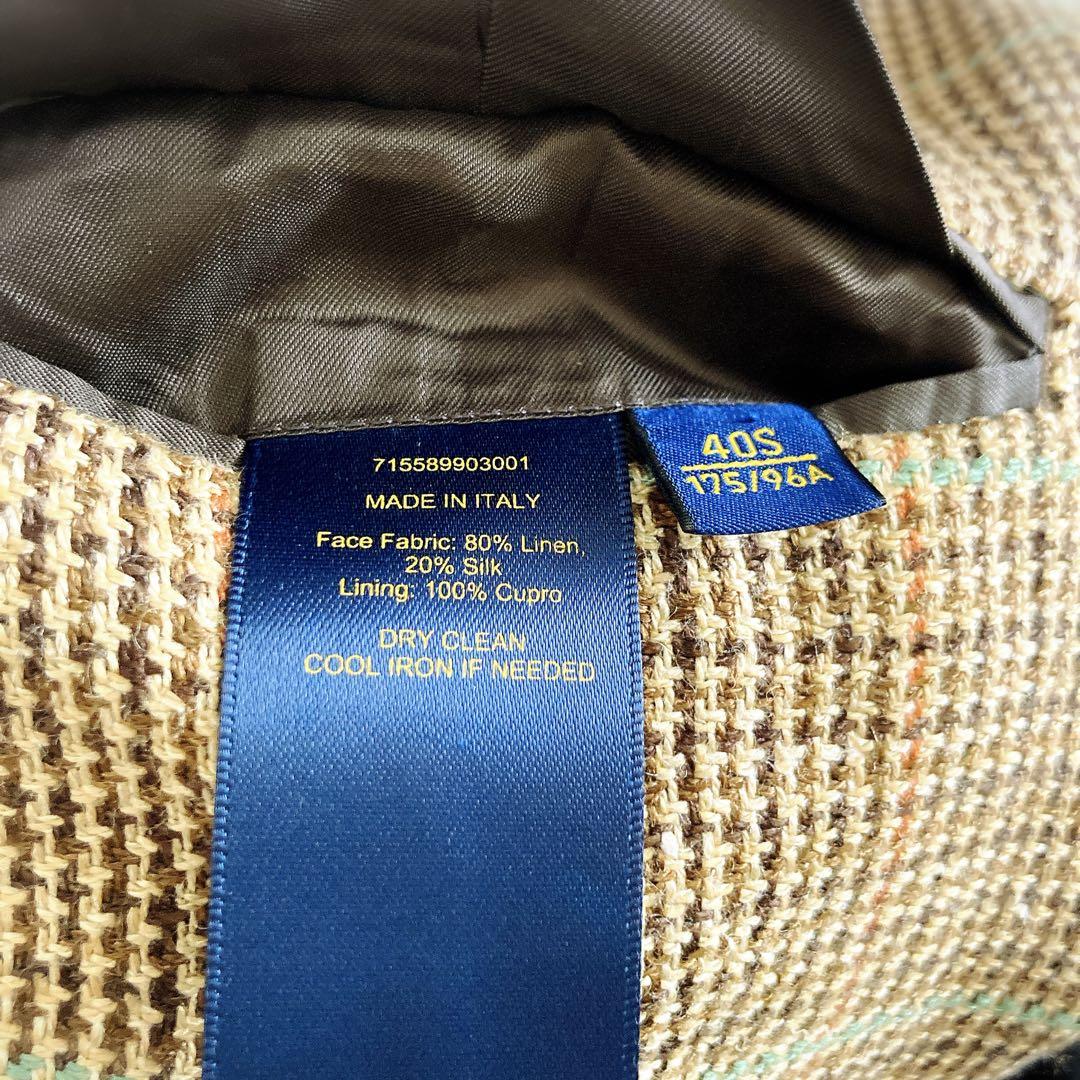 715589903001
MADE IN ITALY
Face Fabric: 80% Linen,
20% Silk
Lining: 100% Cupro
DRY CLEAN
COOL IRON IF NEEDED
40S
175/96A